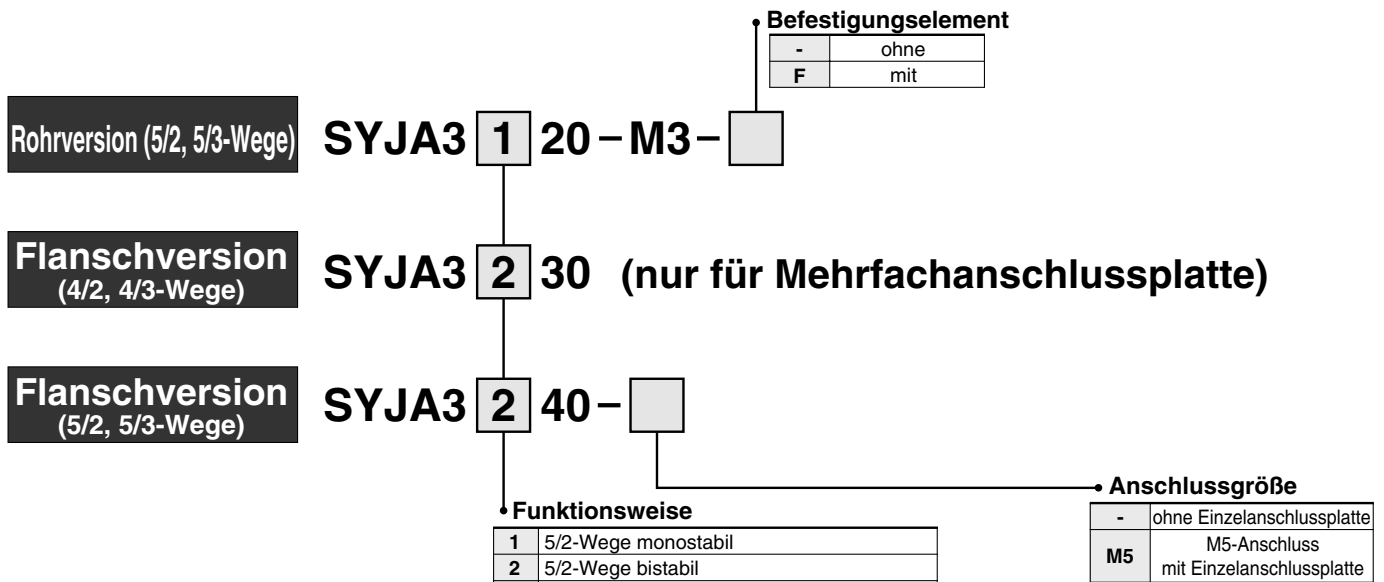 Befestigungselement
- ohne
F mit
Rohrversion (5/2, 5/3-Wege) SYJA3 1 20-M3-
Flanschversion
(4/2, 4/3-Wege)
SYJA3 2 30 (nur für Mehrfachanschlussplatte)
Flanschversion
(5/2, 5/3-Wege)
SYJA3 2 40-
Funktionsweise
1 5/2-Wege monostabil
2 5/2-Wege bistabil
Anschlussgröße
- ohne Einzelanschlussplatte
M5 M5-Anschluss
mit Einzelanschlussplatte